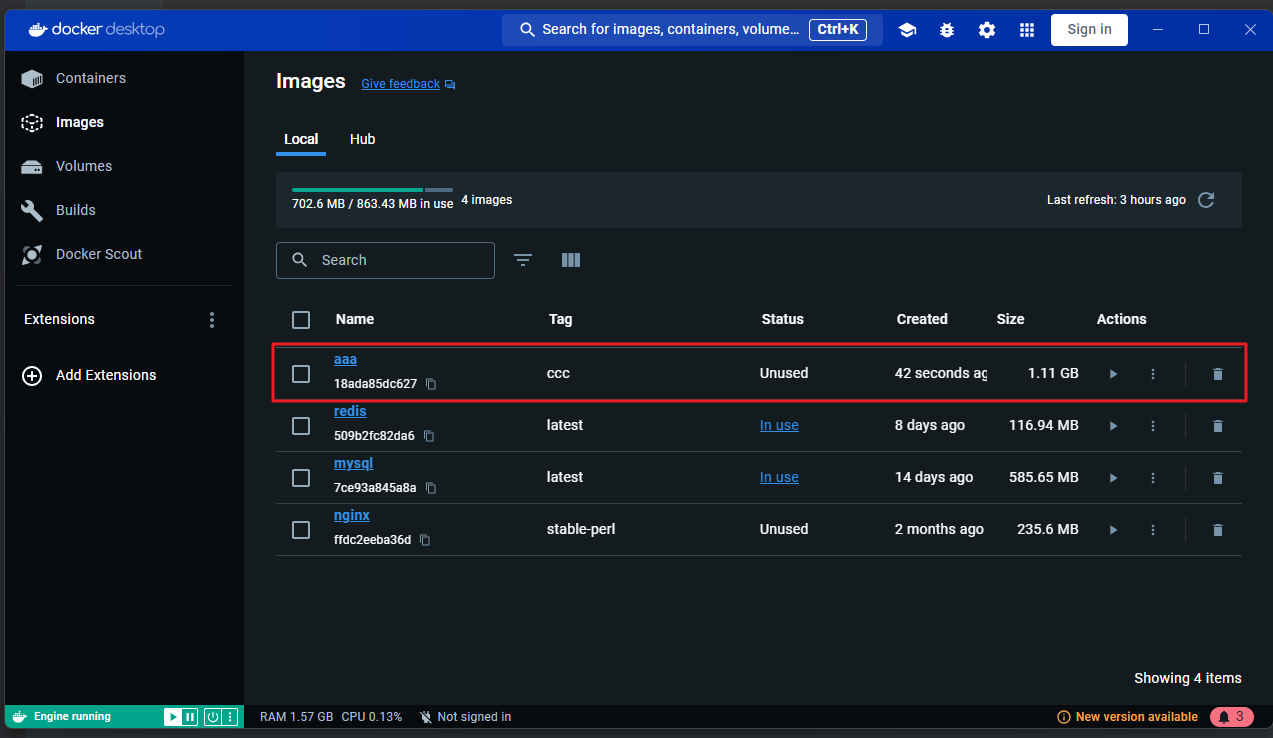 docker desktop
Search for images, containers, volume... Ctrl+K
Sign in
Containers
Images
Volumes
Builds
Docker Scout
Extensions
Add Extensions
Images Give feedback
Local Hub
702.6 MB / 863.43 MB in use 4 images
Last refresh: 3 hours ago
Search
Name Tag Status Created Size Actions
aaa
18ada85dc627
ccc Unused 42 seconds ag 1.11 GB
redis
509b2fc82da6
latest In use 8 days ago 116.94 MB
mysql
7ce93a845a8a
latest In use 14 days ago 585.65 MB
nginx
ffdc2eeba36d
stable-perl Unused 2 months ago 235.6 MB
Showing 4 items
Engine running
RAM 1.57 GB CPU 0.13% Not signed in
New version available 3